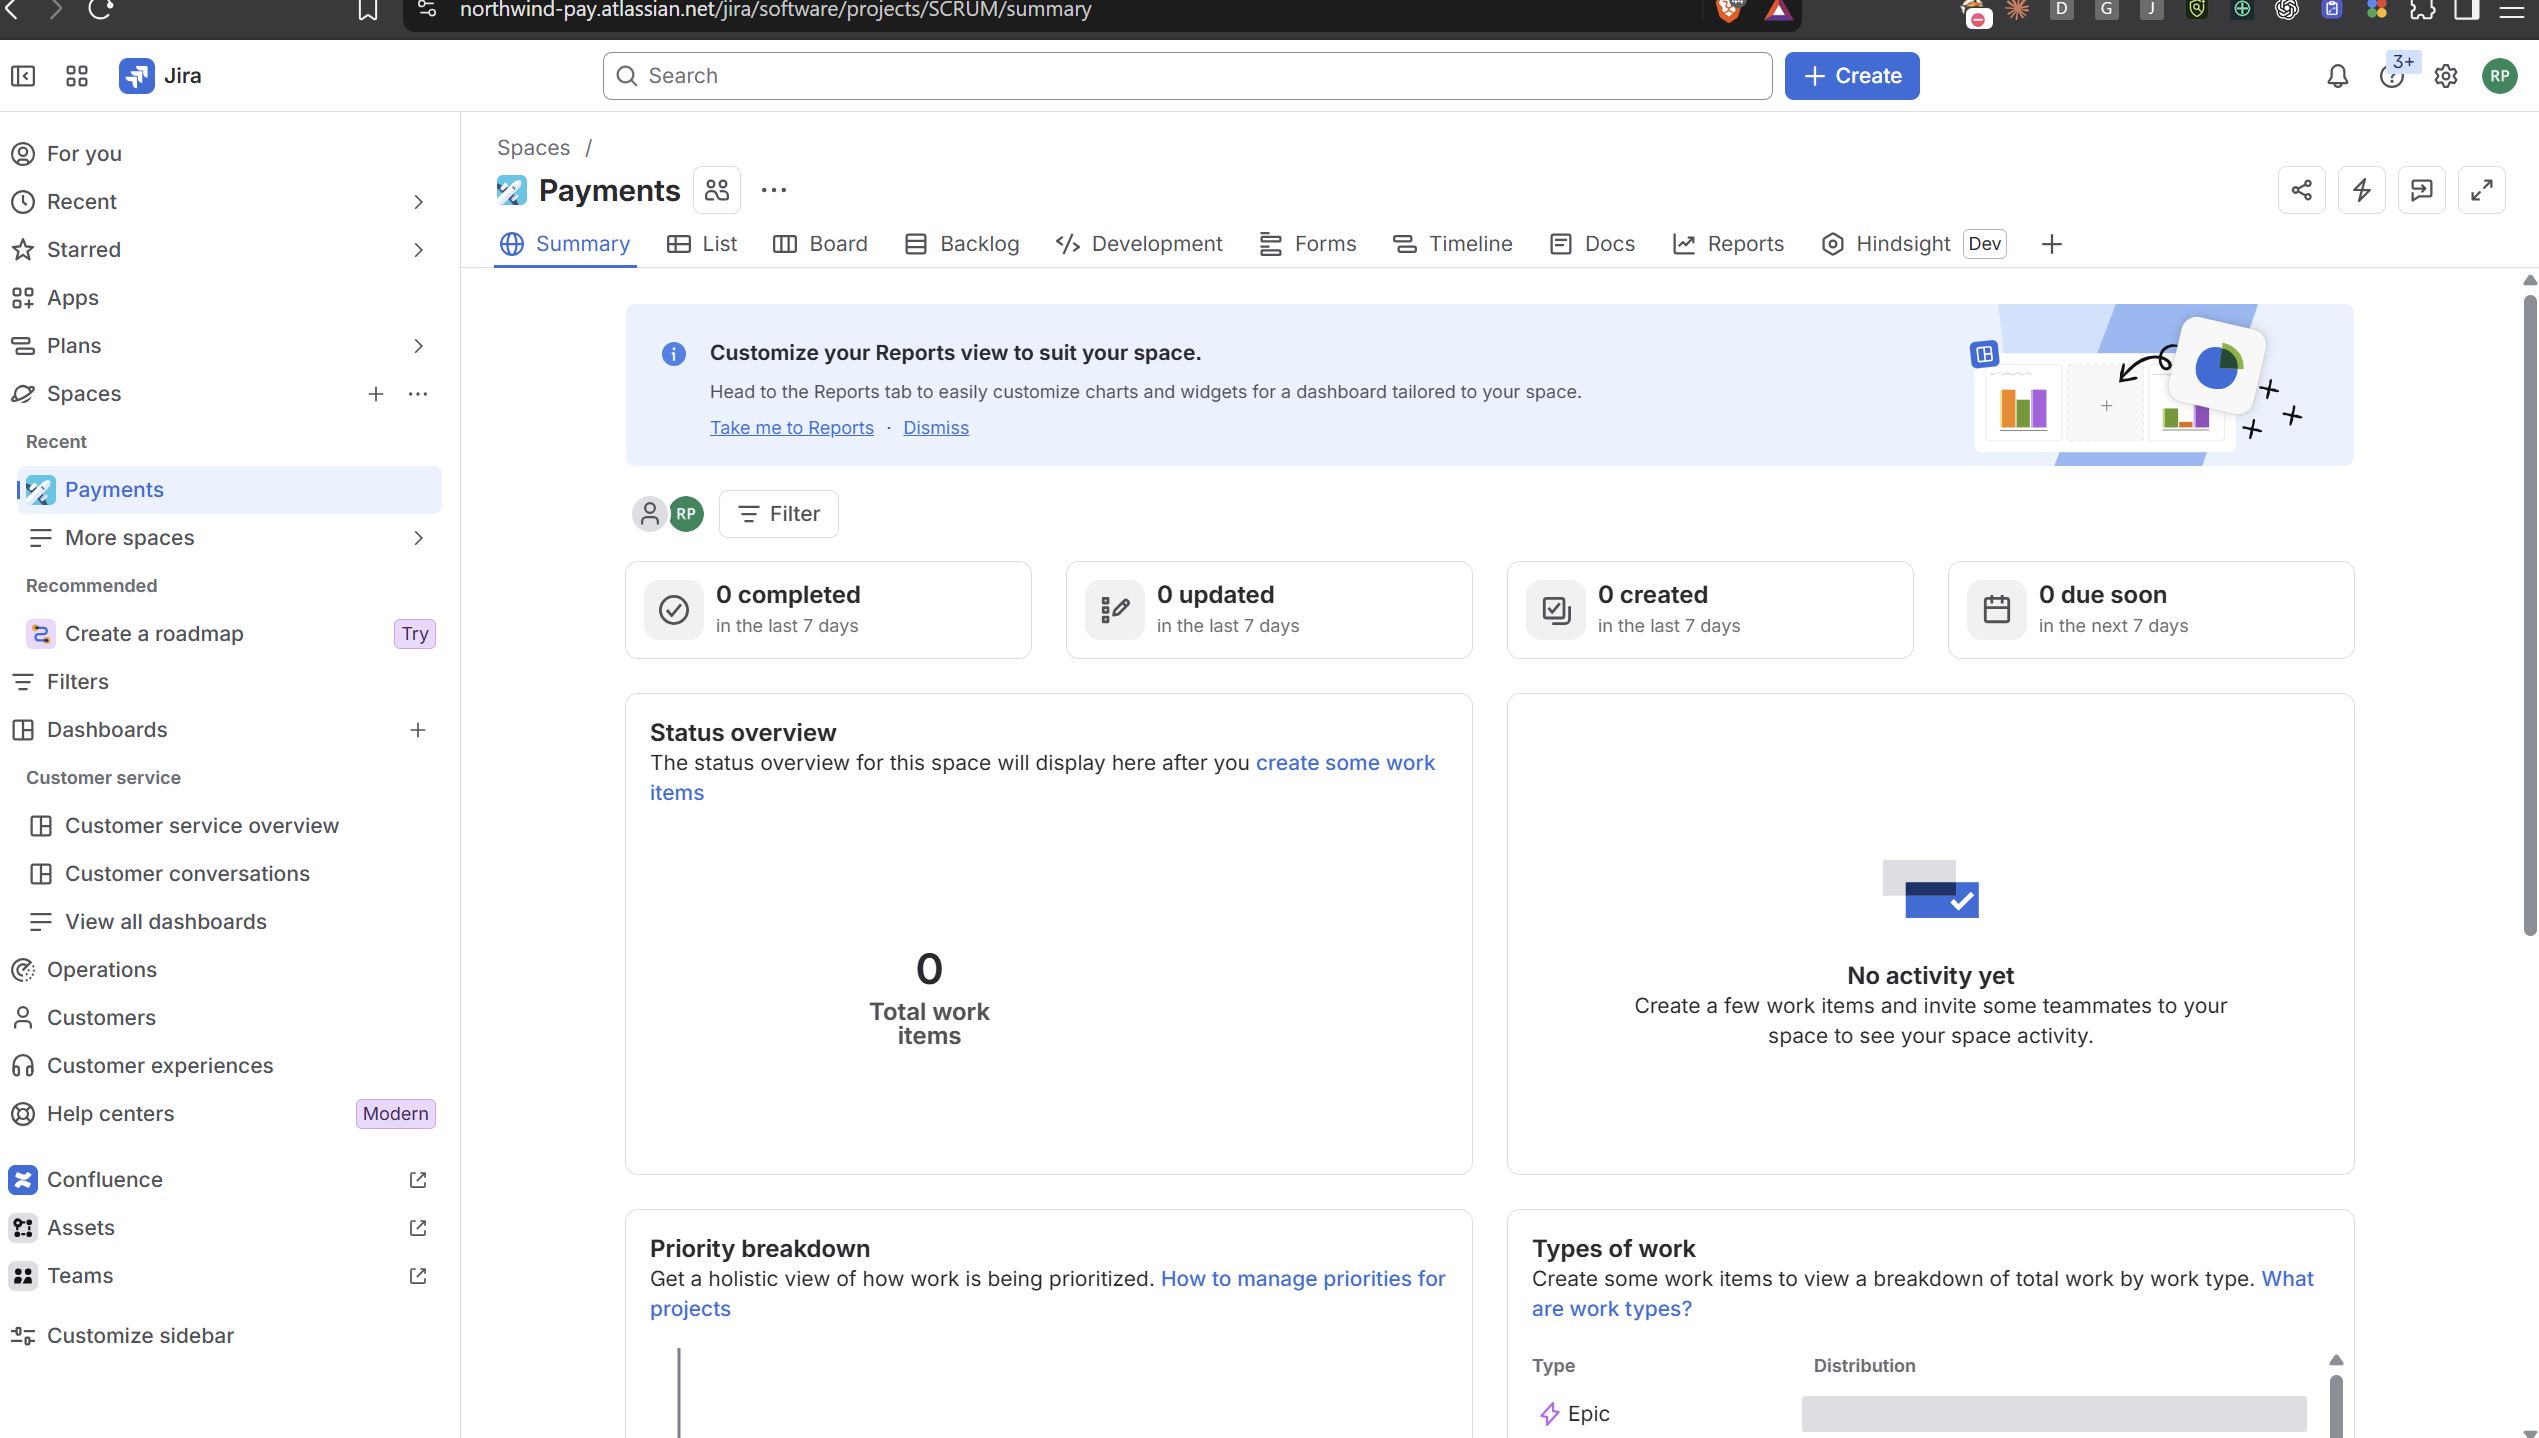 northwind-pay.atlassian.net/jira/software/projects/SCRUM/summary
D
G
J
Jira
Search
Create
3+
RP
For you
Recent
Starred
Apps
Plans
Spaces
Recent
Payments
More spaces
Recommended
Create a roadmap
Try
Filters
Dashboards
Customer service
Customer service overview
Customer conversations
View all dashboards
Operations
Customers
Customer experiences
Help centers
Modern
Confluence
Assets
Teams
Customize sidebar
Spaces /
Payments
Summary
List
Board
Backlog
Development
Forms
Timeline
Docs
Reports
Hindsight
Dev
Customize your Reports view to suit your space.
Head to the Reports tab to easily customize charts and widgets for a dashboard tailored to your space.
Take me to Reports · Dismiss
RP
Filter
0 completed
in the last 7 days
0 updated
in the last 7 days
0 created
in the last 7 days
0 due soon
in the next 7 days
Status overview
The status overview for this space will display here after you create some work
items
0
Total work
items
No activity yet
Create a few work items and invite some teammates to your
space to see your space activity.
Priority breakdown
Get a holistic view of how work is being prioritized. How to manage priorities for
projects
Types of work
Create some work items to view a breakdown of total work by work type. What
are work types?
Type
Distribution
Epic